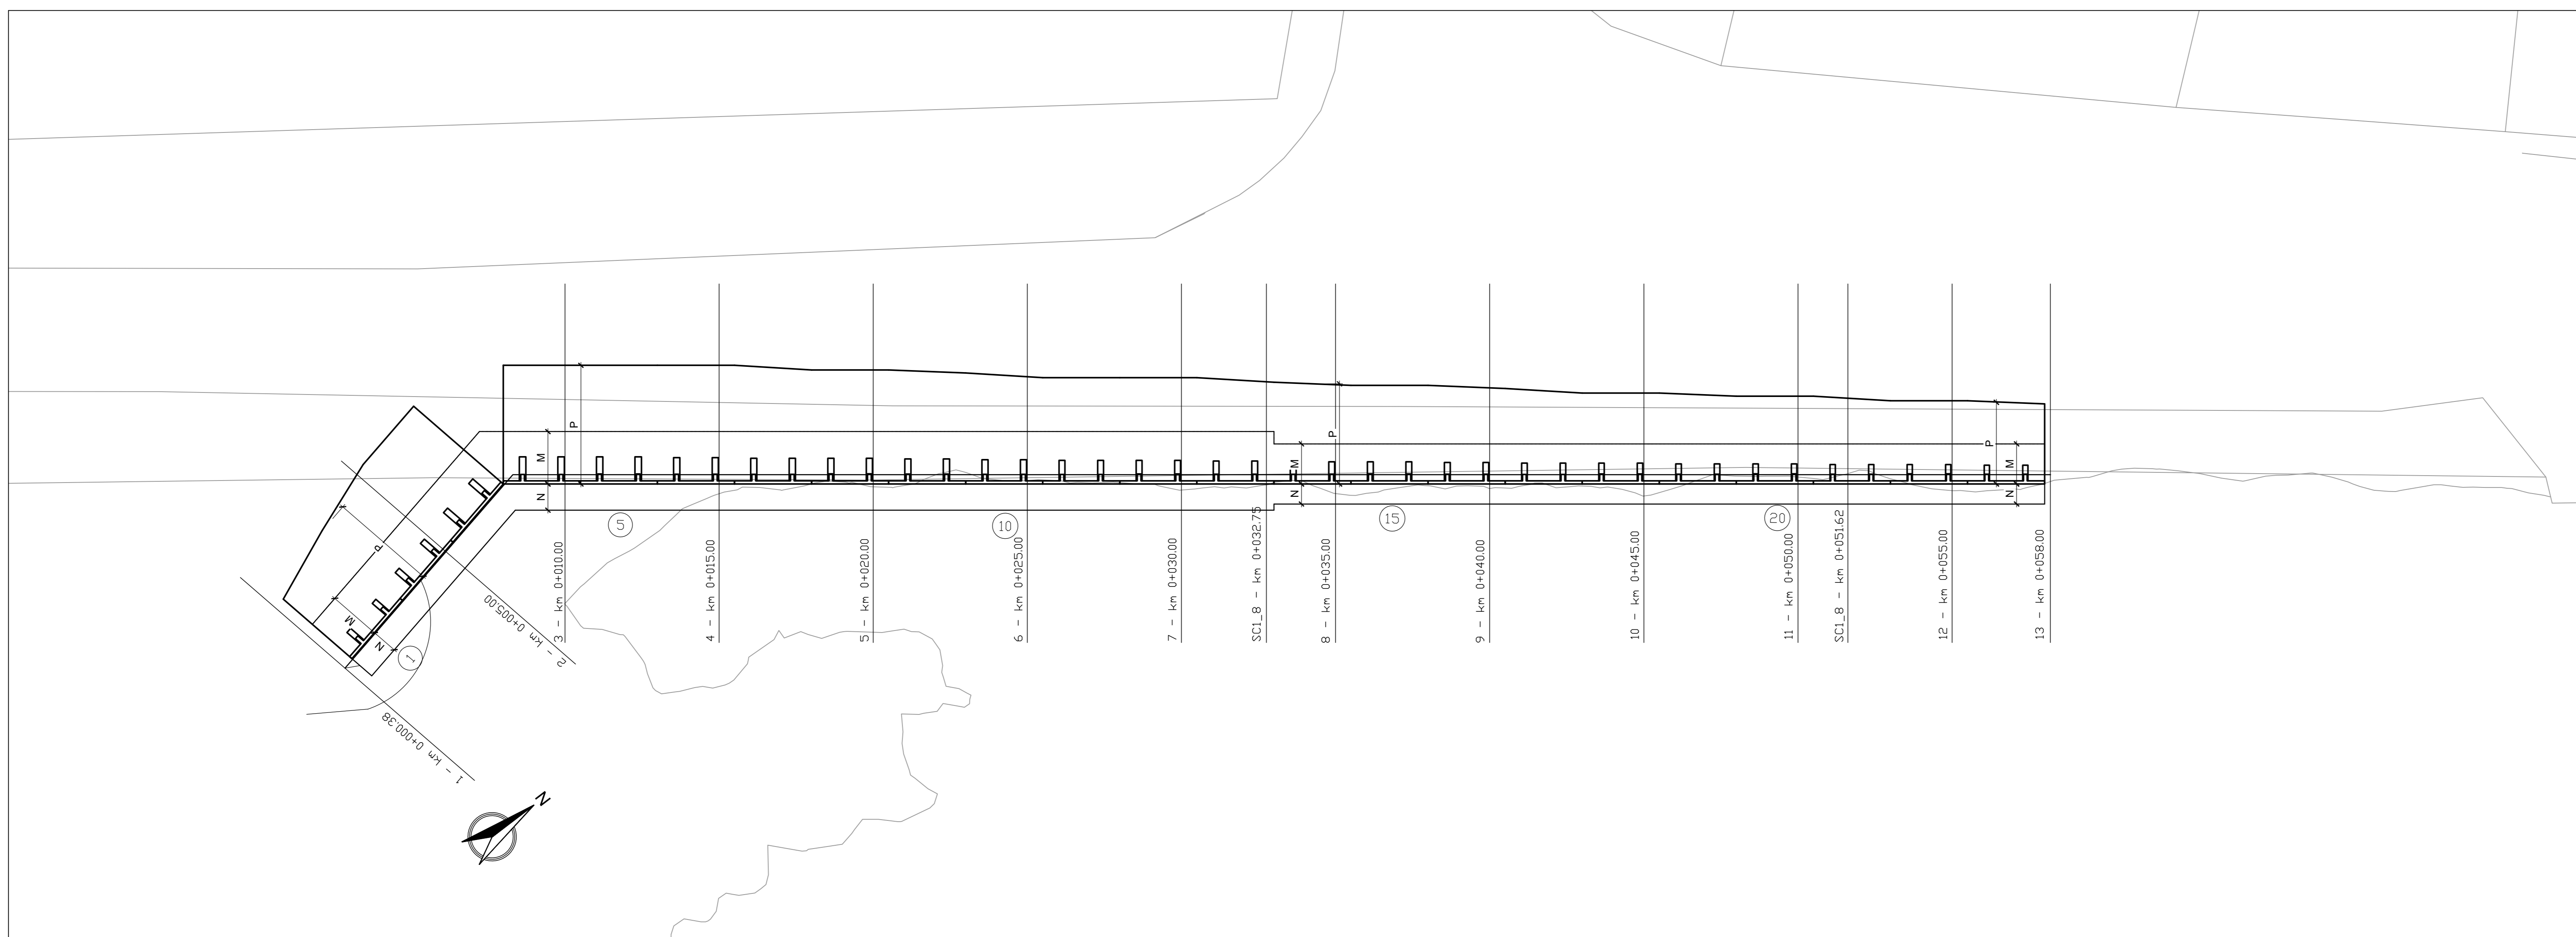 P
P
P
M
M
M
N
N
N
5
10
15
20
3 - km 0+010.00
4 - km 0+015.00
5 - km 0+020.00
6 - km 0+025.00
7 - km 0+030.00
SC1_8 - km 0+032.75
8 - km 0+035.00
9 - km 0+040.00
10 - km 0+045.00
11 - km 0+050.00
SC1_8 - km 0+051.62
12 - km 0+055.00
13 - km 0+058.00
P
M
N
1
2 - km 0+005.00
1 - km 0+000.38
N